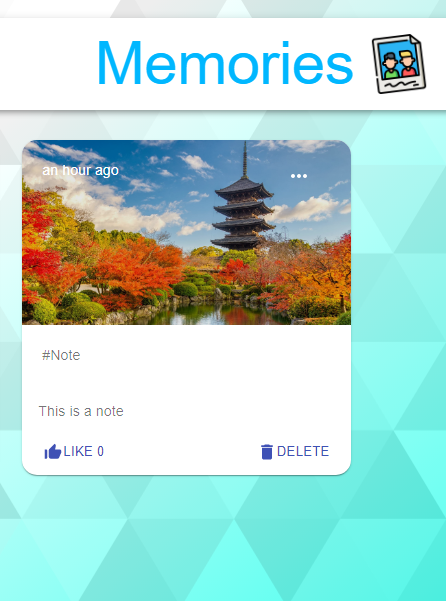 Memories
an hour ago
#Note
This is a note
LIKE 0
DELETE